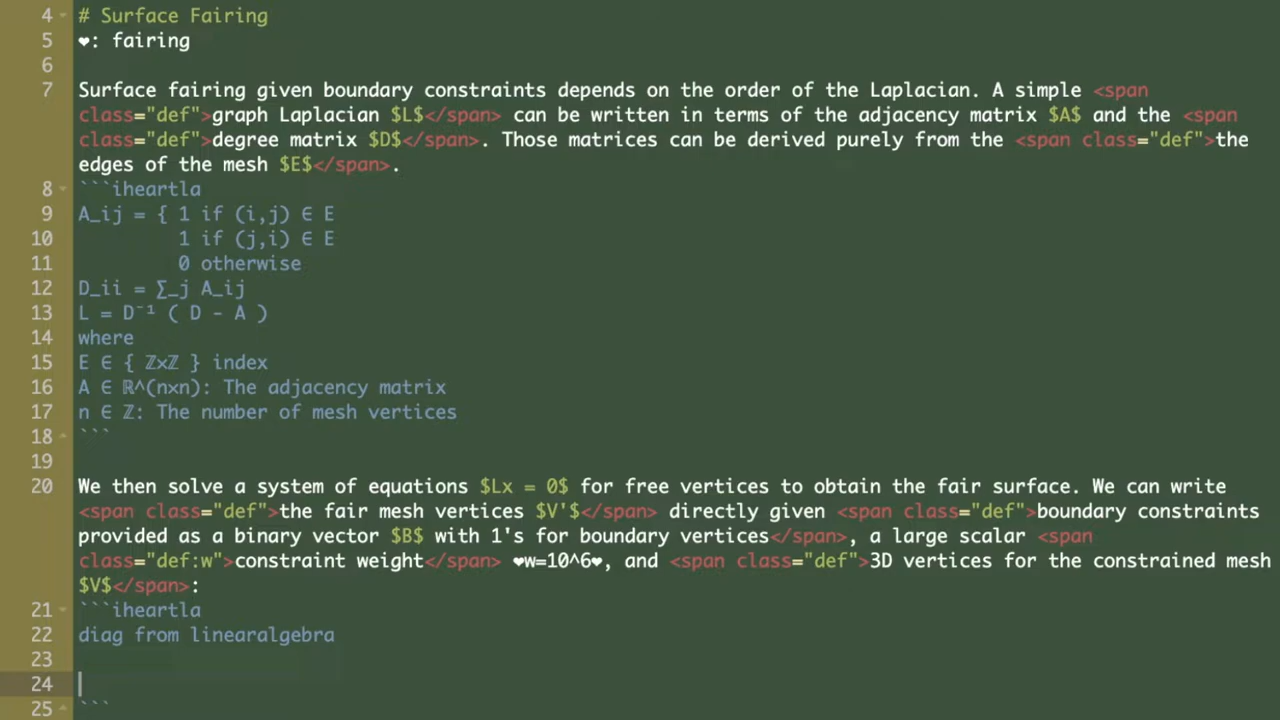 4 # Surface Fairing
5 ❤: fairing
6
7 Surface fairing given boundary constraints depends on the order of the Laplacian. A simple <span
class="def">graph Laplacian $L$</span> can be written in terms of the adjacency matrix $A$ and the <span
class="def">degree matrix $D$</span>. Those matrices can be derived purely from the <span class="def">the
edges of the mesh $E$</span>.
8 ```iheartla
9 A_ij = { 1 if (i,j) ∈ E
10          1 if (j,i) ∈ E
11          0 otherwise
12 D_ii = ∑_j A_ij
13 L = D⁻¹ ( D - A )
14 where
15 E ∈ { ℤ×ℤ } index
16 A ∈ ℝ^(n×n): The adjacency matrix
17 n ∈ ℤ: The number of mesh vertices
18 ```
19
20 We then solve a system of equations $Lx = 0$ for free vertices to obtain the fair surface. We can write
<span class="def">the fair mesh vertices $V'$</span> directly given <span class="def">boundary constraints
provided as a binary vector $B$ with 1's for boundary vertices</span>, a large scalar <span
class="def:w">constraint weight</span> ❤w=10^6❤, and <span class="def">3D vertices for the constrained mesh
$V$</span>:
21 ```iheartla
22 diag from linearalgebra
23
24
25 ```